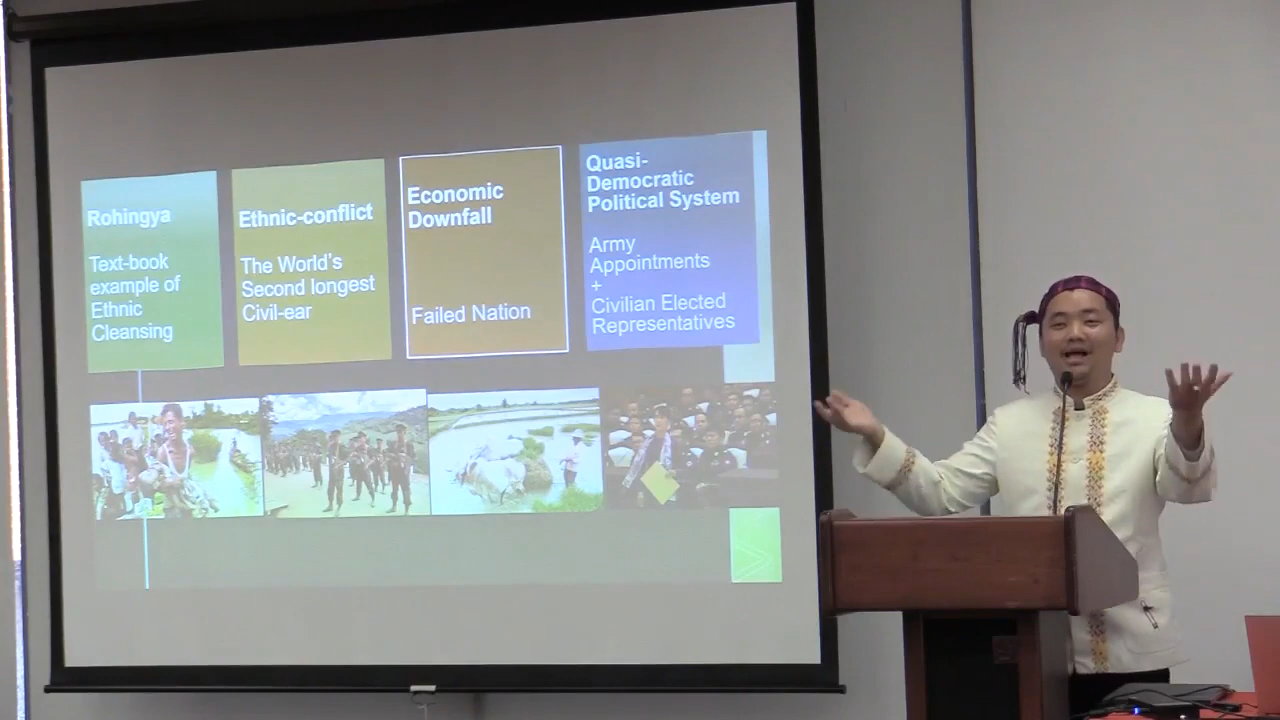 Rohingya
Text-book
example of
Ethnic
Cleansing
Ethnic-conflict
The World's
Second longest
Civil-ear
Economic
Downfall
Failed Nation
Quasi-
Democratic
Political System
Army
Appointments
+
Civilian Elected
Representatives